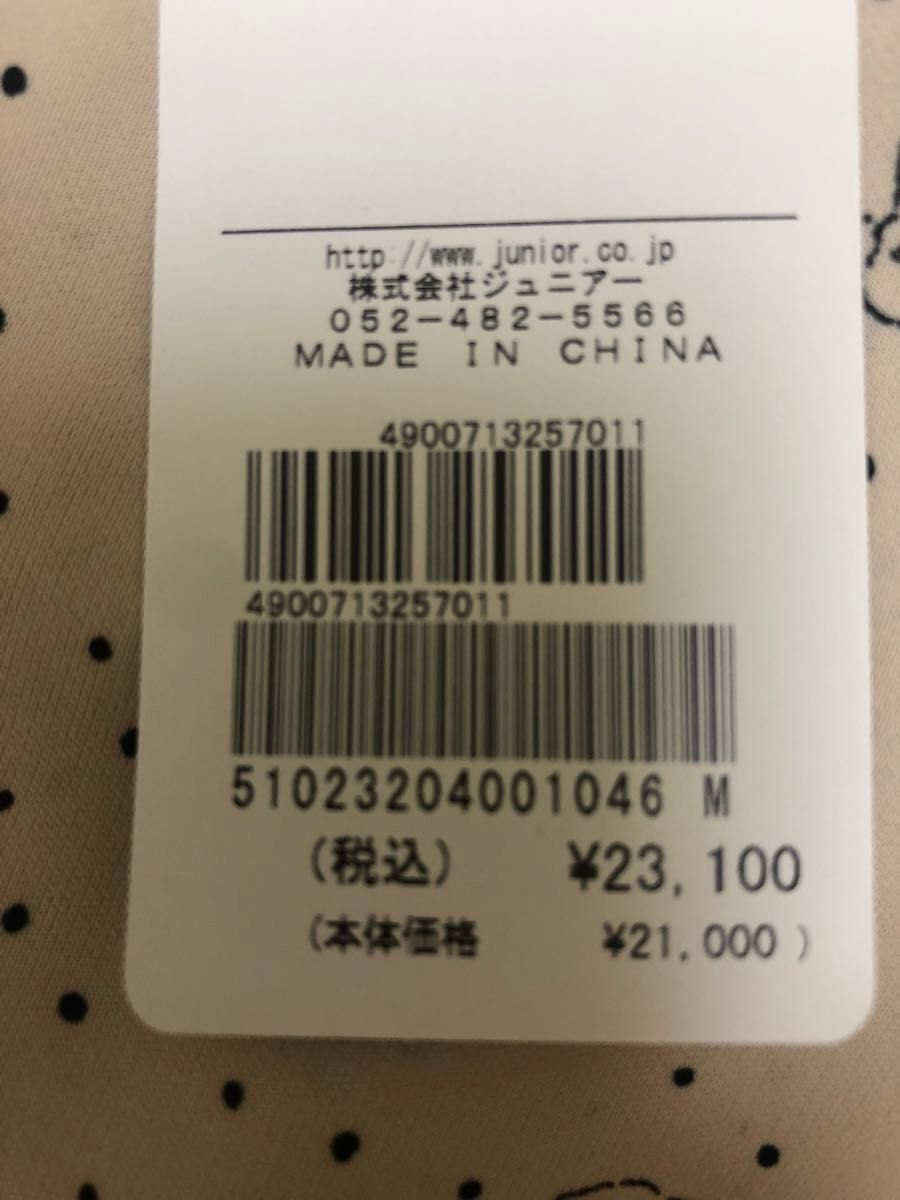 http://www.junior.co.jp
株式会社ジュニアー
052-482-5566
MADE IN CHINA
4900713257011
4900713257011
51023204001046 M
(税込) ¥23,100
(本体価格 ¥21,000 )